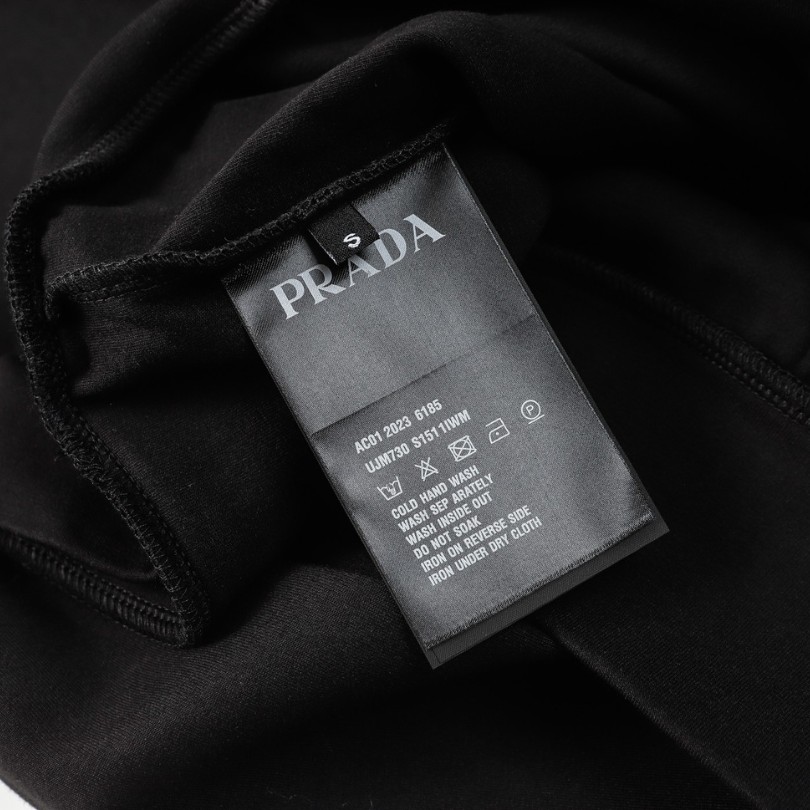 S
PRADA
AC01 2023 6185
UJM730 S151 1IWM
P
COLD HAND WASH
WASH SEP ARATELY
WASH INSIDE OUT
DO NOT SOAK
IRON ON REVERSE SIDE
IRON UNDER DRY CLOTH